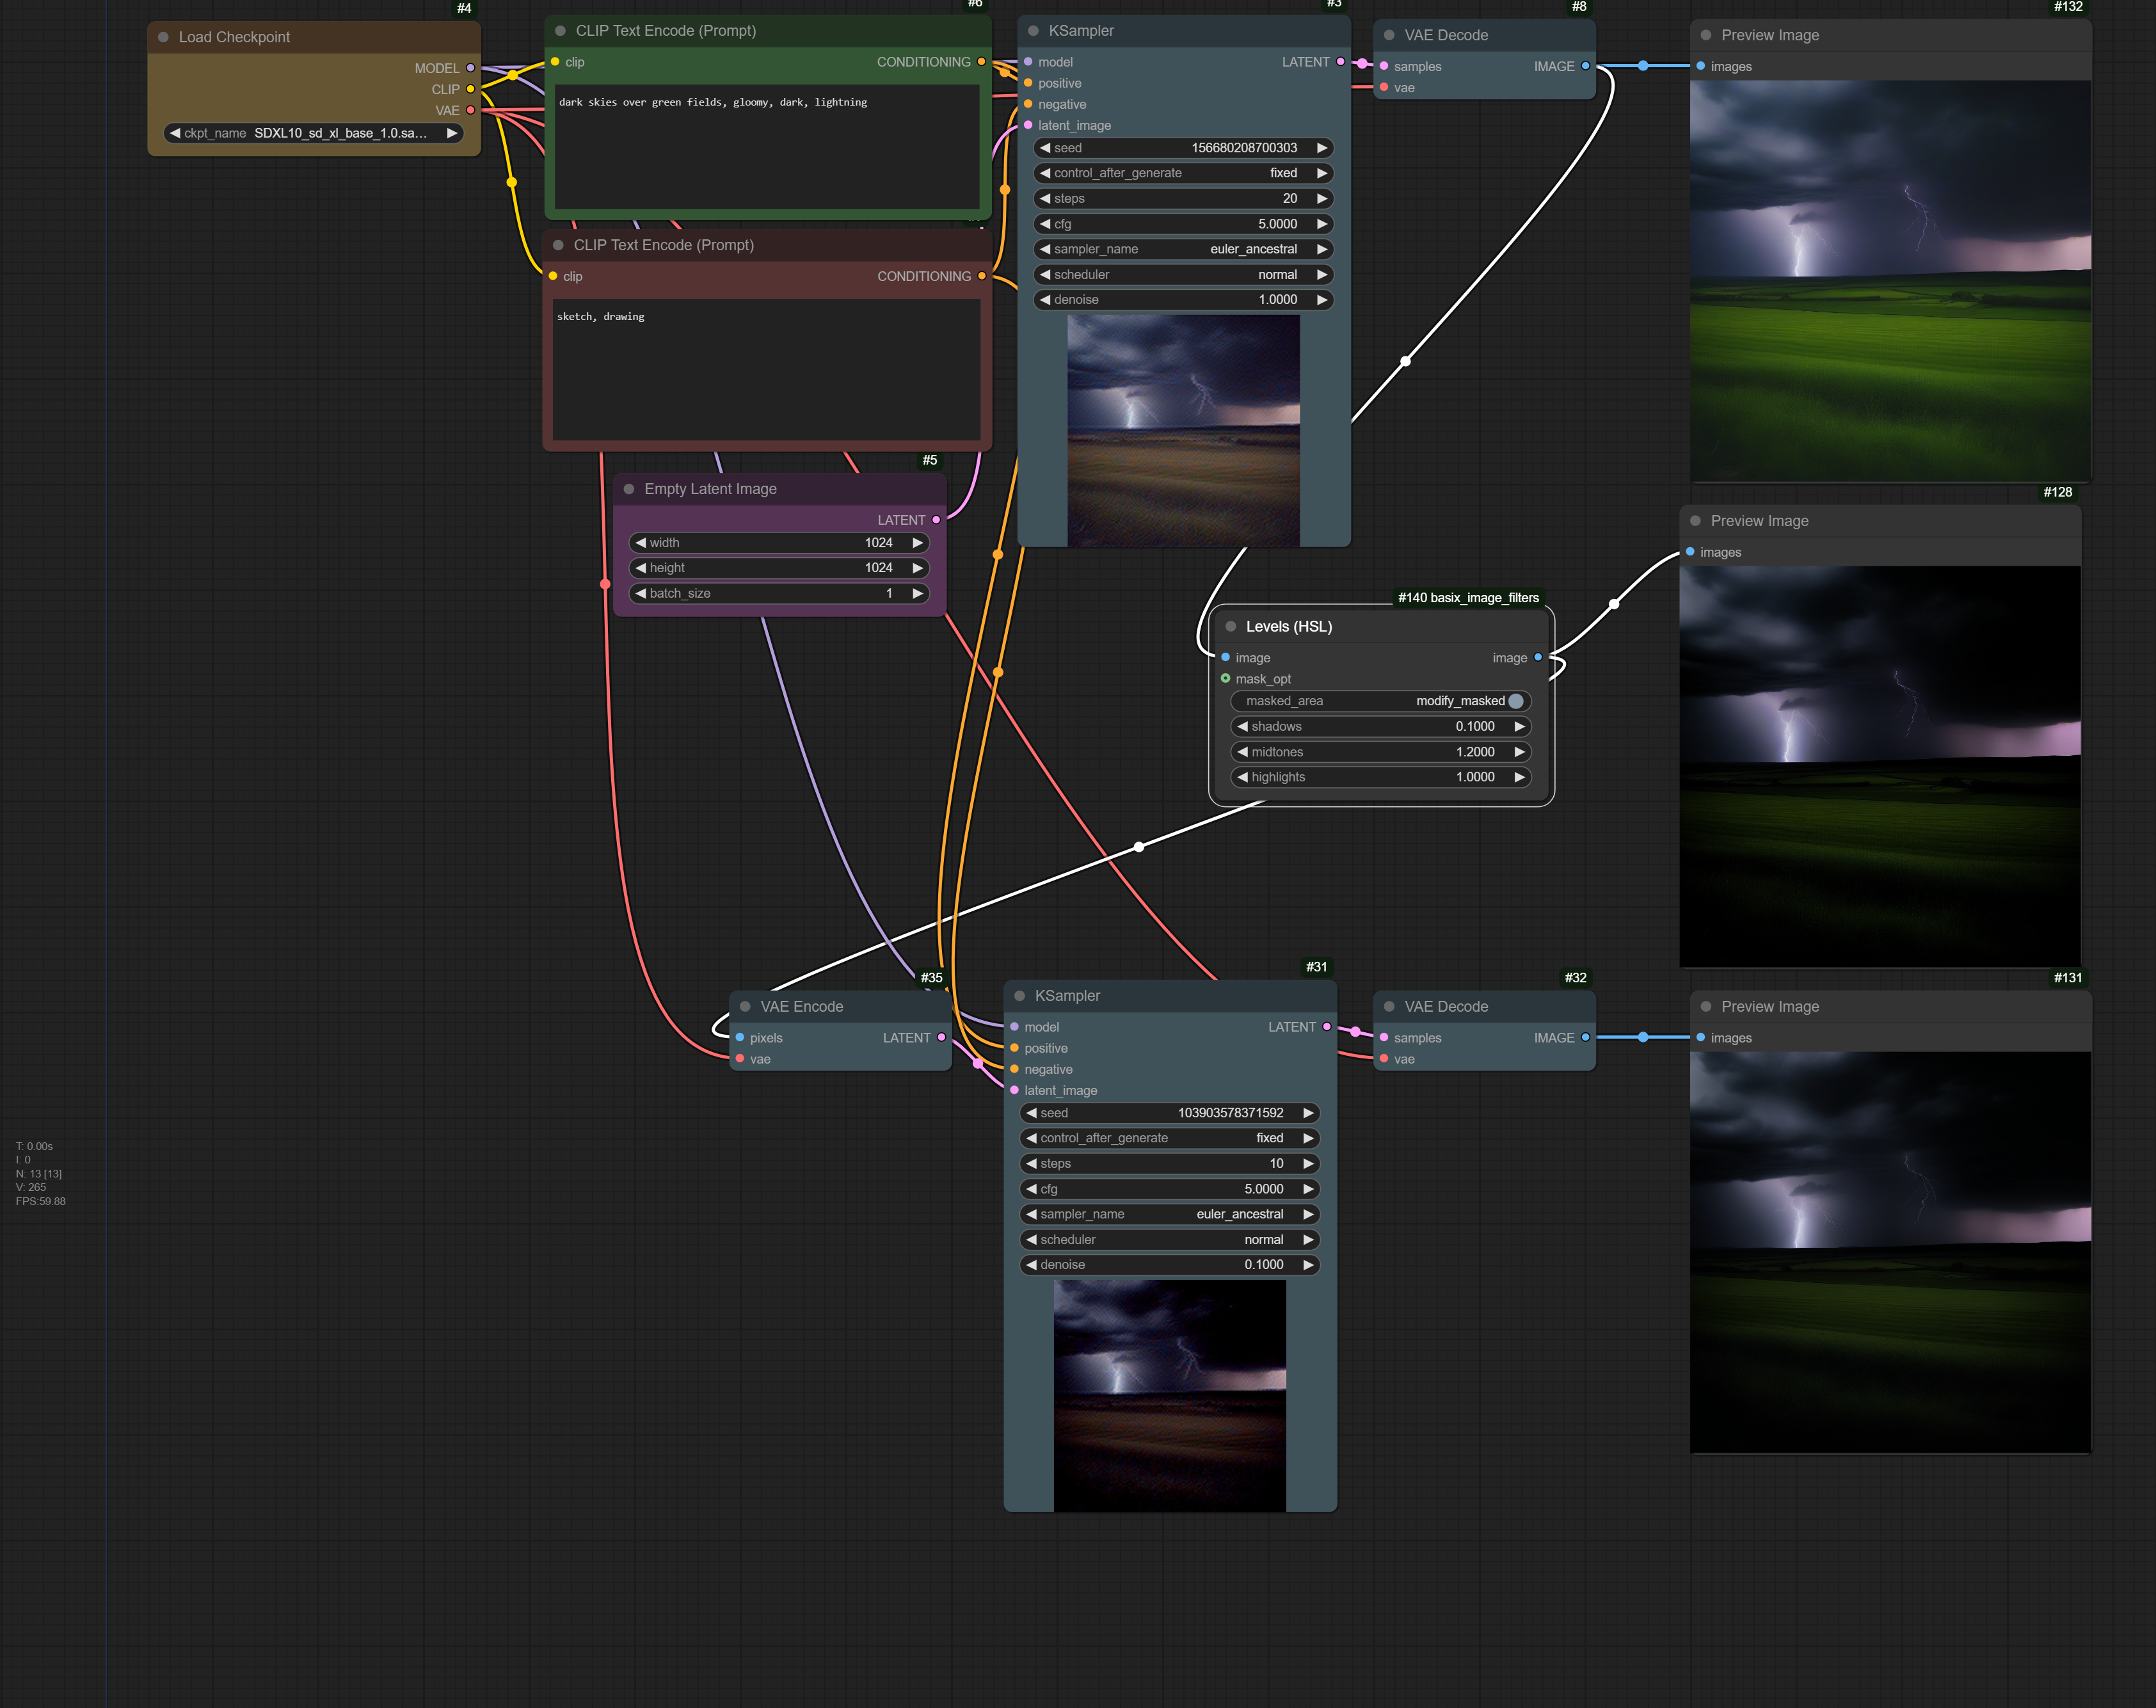 #4
Load Checkpoint
MODEL
CLIP
VAE
ckpt_name SDXL10_sd_xl_base_1.0.sa...
#6
CLIP Text Encode (Prompt)
clip CONDITIONING
dark skies over green fields, gloomy, dark, lightning
CLIP Text Encode (Prompt)
clip CONDITIONING
sketch, drawing
#5
Empty Latent Image
LATENT
width 1024
height 1024
batch_size 1
#3
KSampler
model LATENT
positive
negative
latent_image
seed 156680208700303
control_after_generate fixed
steps 20
cfg 5.0000
sampler_name euler_ancestral
scheduler normal
denoise 1.0000
#8
VAE Decode
samples IMAGE
vae
#132
Preview Image
images
#128
Preview Image
images
#140 basix_image_filters
Levels (HSL)
image image
mask_opt
masked_area modify_masked
shadows 0.1000
midtones 1.2000
highlights 1.0000
#35
VAE Encode
pixels LATENT
vae
#31
KSampler
model LATENT
positive
negative
latent_image
seed 103903578371592
control_after_generate fixed
steps 10
cfg 5.0000
sampler_name euler_ancestral
scheduler normal
denoise 0.1000
#32
VAE Decode
samples IMAGE
vae
#131
Preview Image
images
T: 0.00s
I: 0
N: 13 [13]
V: 265
FPS:59.88